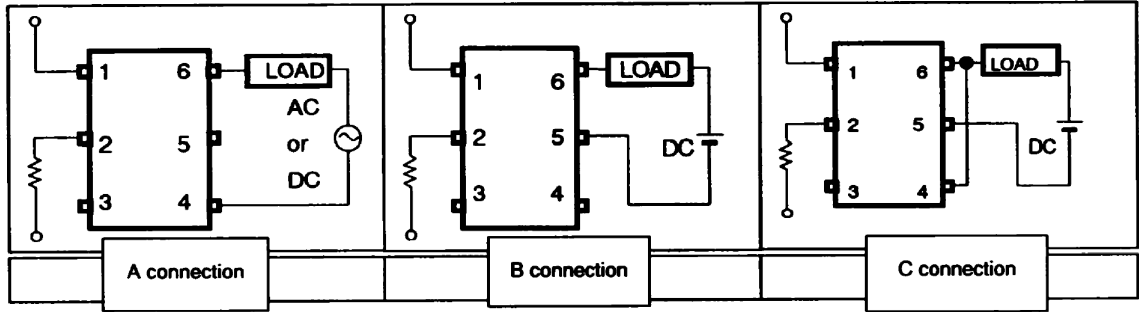 1 6 LOAD
AC
2 5 or
DC
3 4
A connection
1 6 LOAD
2 5 DC
3 4
B connection
1 6 LOAD
2 5
DC
3 4
C connection